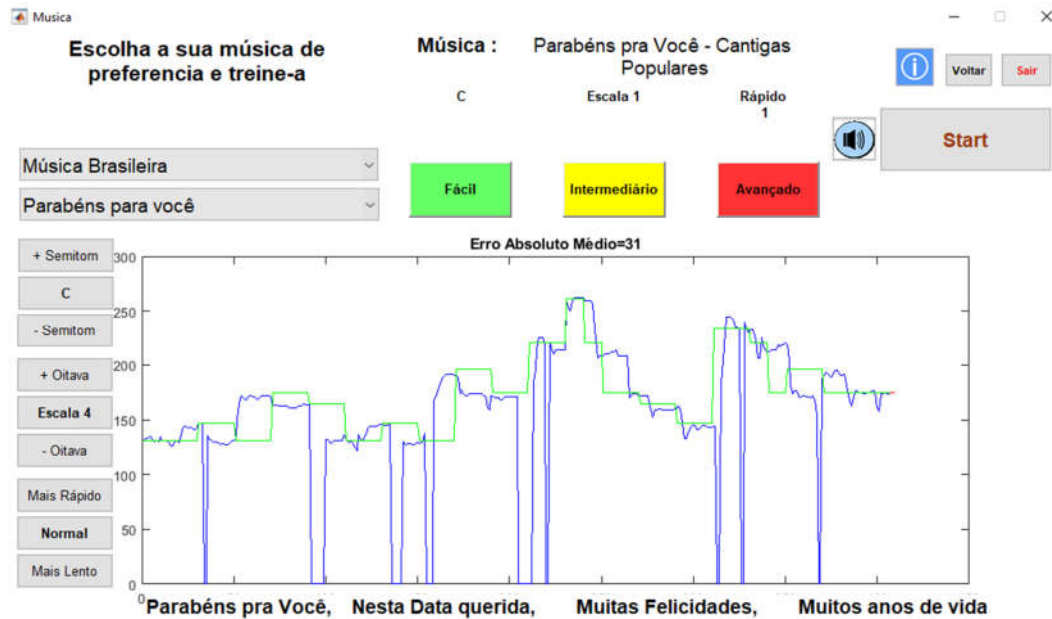 Musica
Escolha a sua música de
preferencia e treine-a
Música :
Parabéns pra Você - Cantigas
Populares
C
Escala 1
Rápido
1
Voltar
Sair
Start
Música Brasileira
Parabéns para você
Fácil
Intermediário
Avançado
+ Semitom
C
- Semitom
+ Oitava
Escala 4
- Oitava
Mais Rápido
Normal
Mais Lento
Erro Absoluto Médio=31
300
250
200
150
100
50
0
0
Parabéns pra Você,
Nesta Data querida,
Muitas Felicidades,
Muitos anos de vida